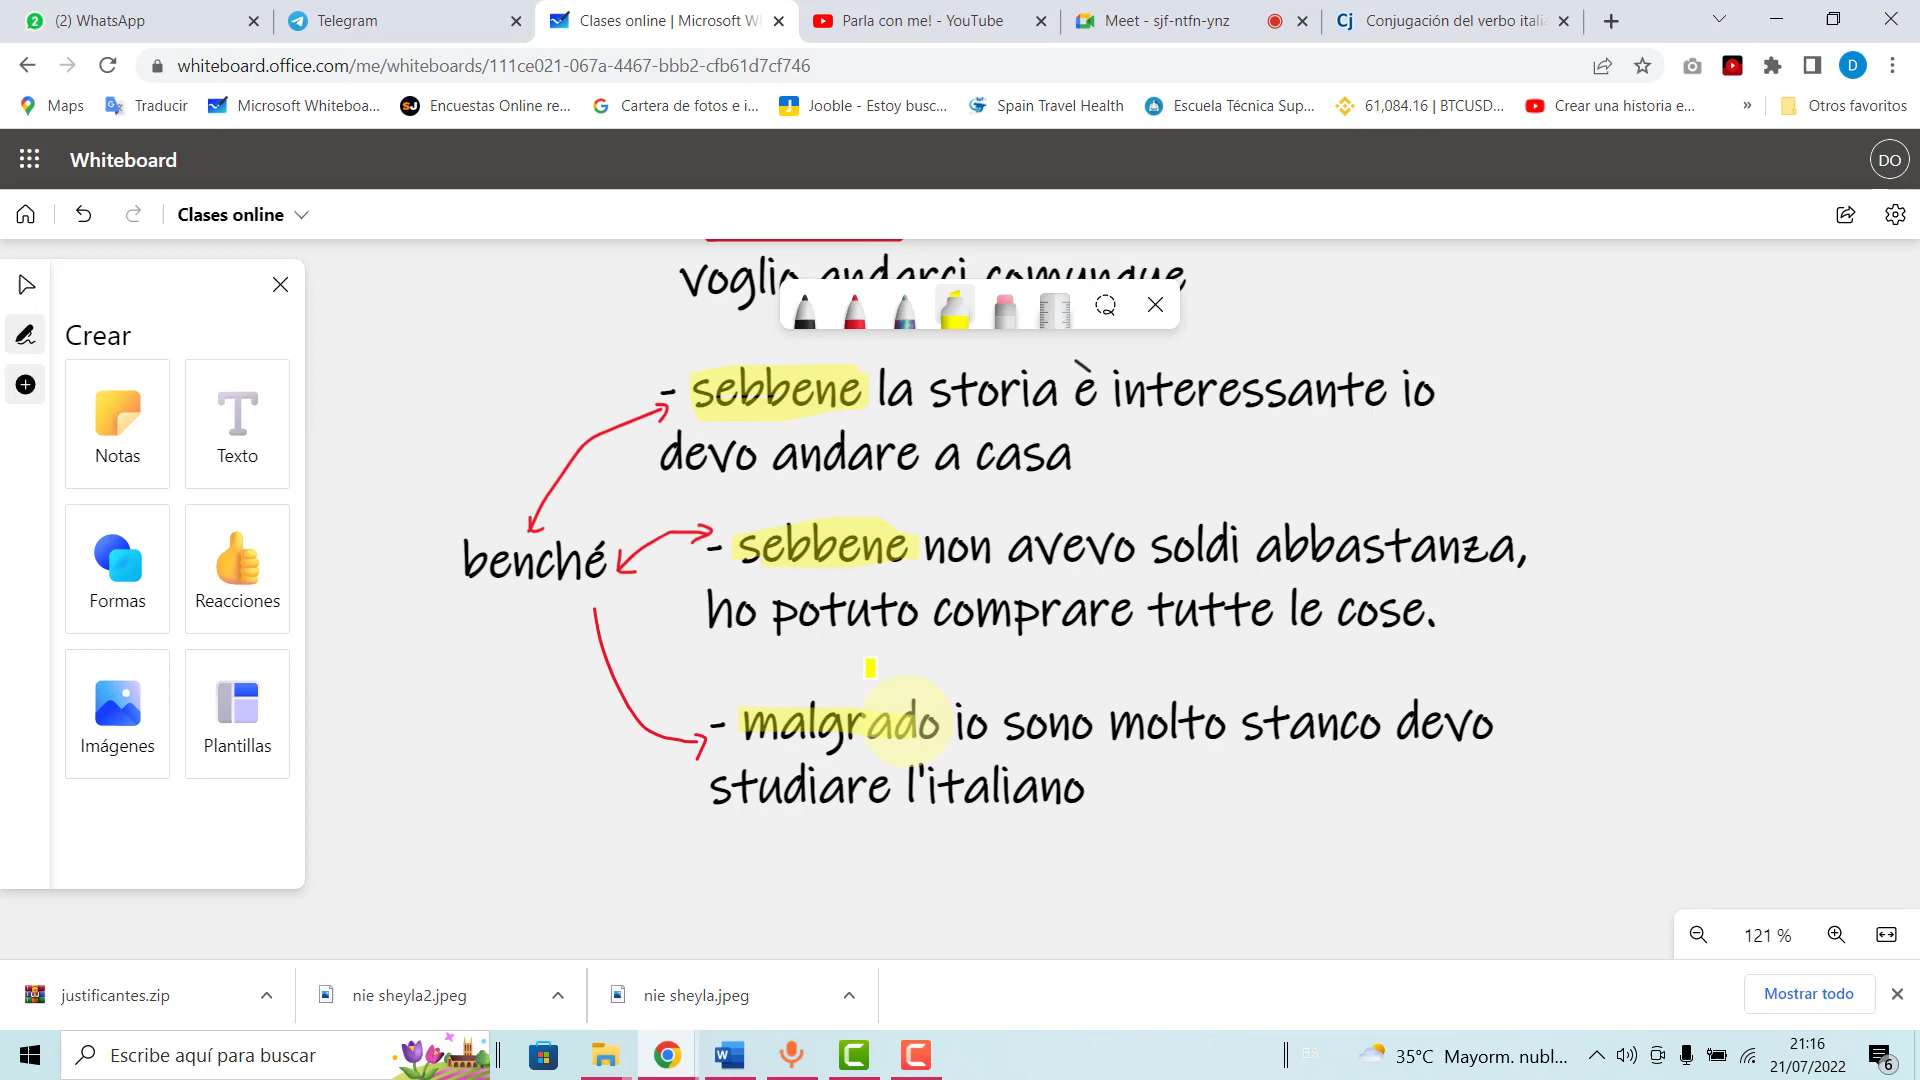 (2) WhatsApp
Telegram
Clases online | Microsoft W
Parla con me! - YouTube
Meet - sjf-ntfn-ynz
Cj Conjugación del verbo itali
whiteboard.office.com/me/whiteboards/111ce021-067a-4467-bbb2-cfb61d7cf746
D
Maps
Traducir
Microsoft Whiteboa...
Encuestas Online re...
Cartera de fotos e i...
Jooble - Estoy busc...
Spain Travel Health
Escuela Técnica Sup...
61,084.16 | BTCUSD...
Crear una historia e...
»
Otros favoritos
Whiteboard
DO
Clases online
voglio andarci comunque
Crear
Notas
Texto
Formas
Reacciones
Imágenes
Plantillas
- sebbene la storia è interessante io
devo andare a casa
benché
- sebbene non avevo soldi abbastanza,
ho potuto comprare tutte le cose.
- malgrado io sono molto stanco devo
studiare l'italiano
121 %
justificantes.zip
nie sheyla2.jpeg
nie sheyla.jpeg
Mostrar todo
Escribe aquí para buscar
35°C Mayorm. nubl...
21:16
21/07/2022
6